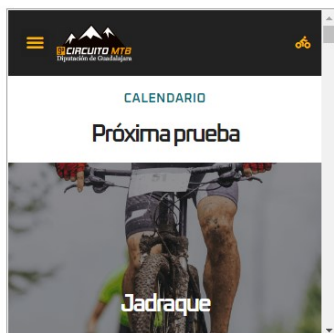 CIRCUITO MTB
Diputación de Guadalajara
CALENDARIO
Próxima prueba
Jadraque